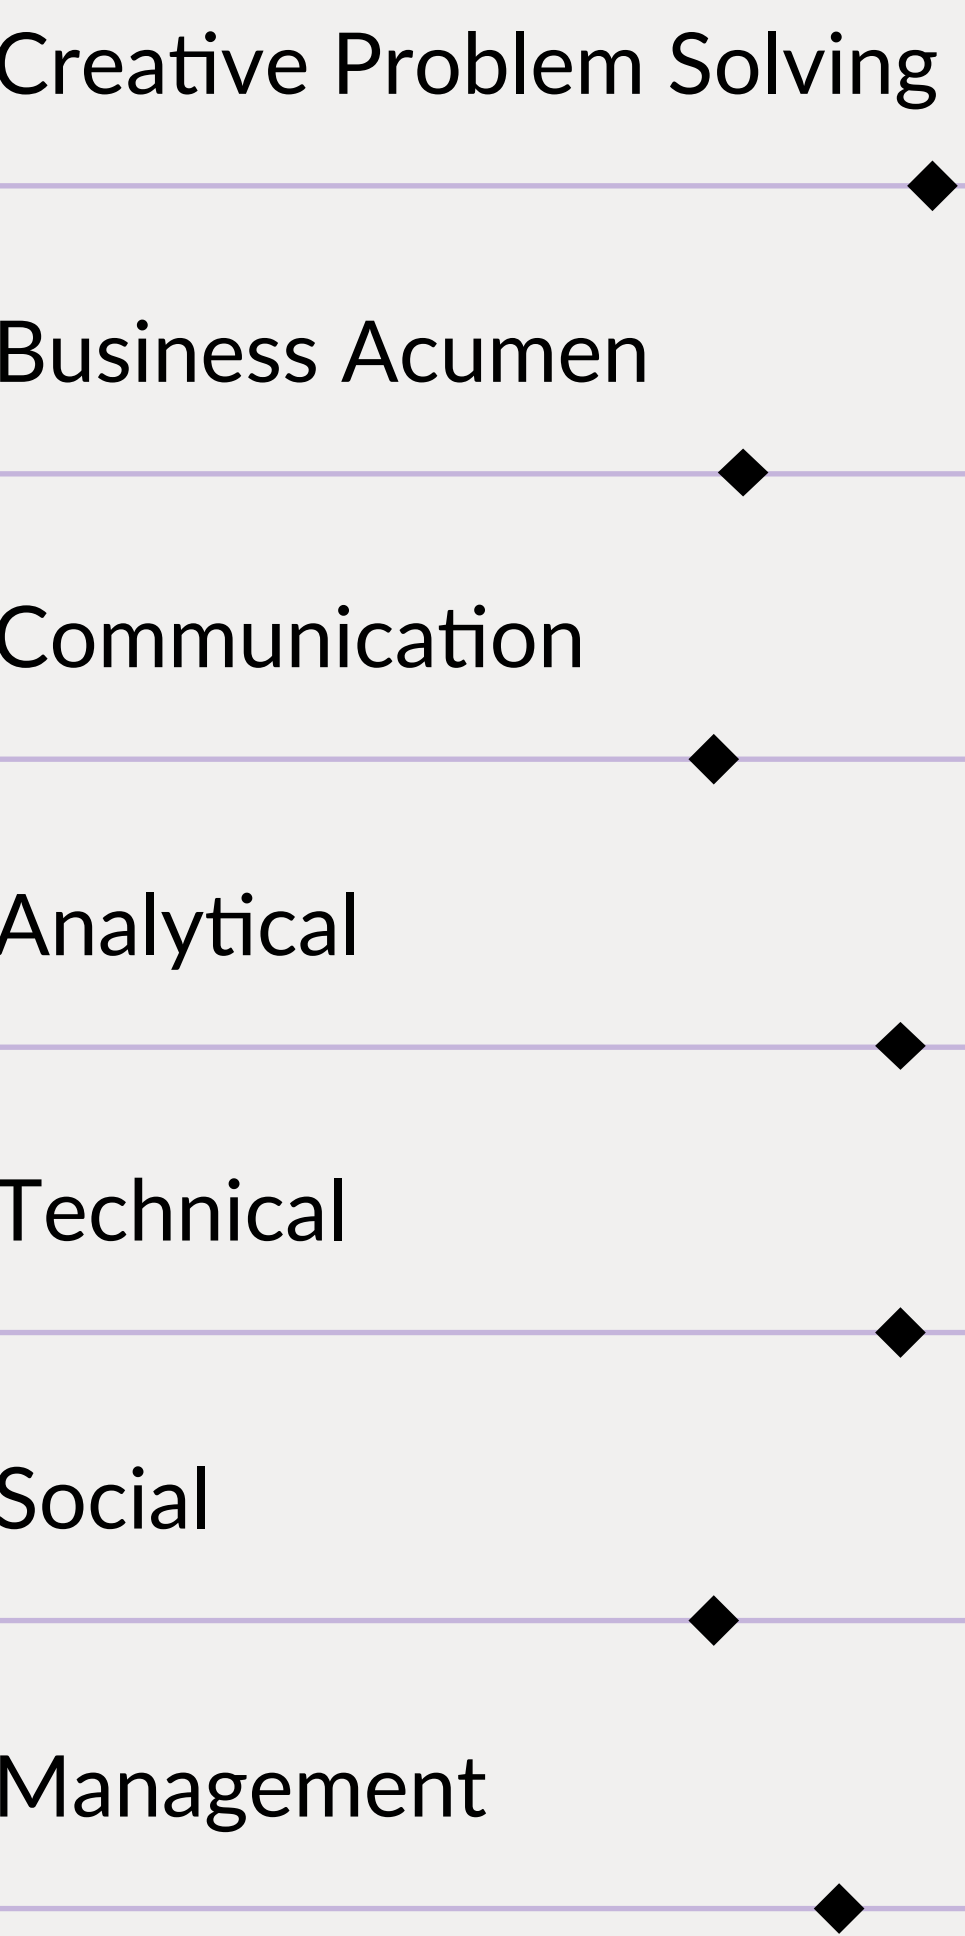 Creative Problem Solving
Business Acumen
Communication
Analytical
Technical
Social
Management